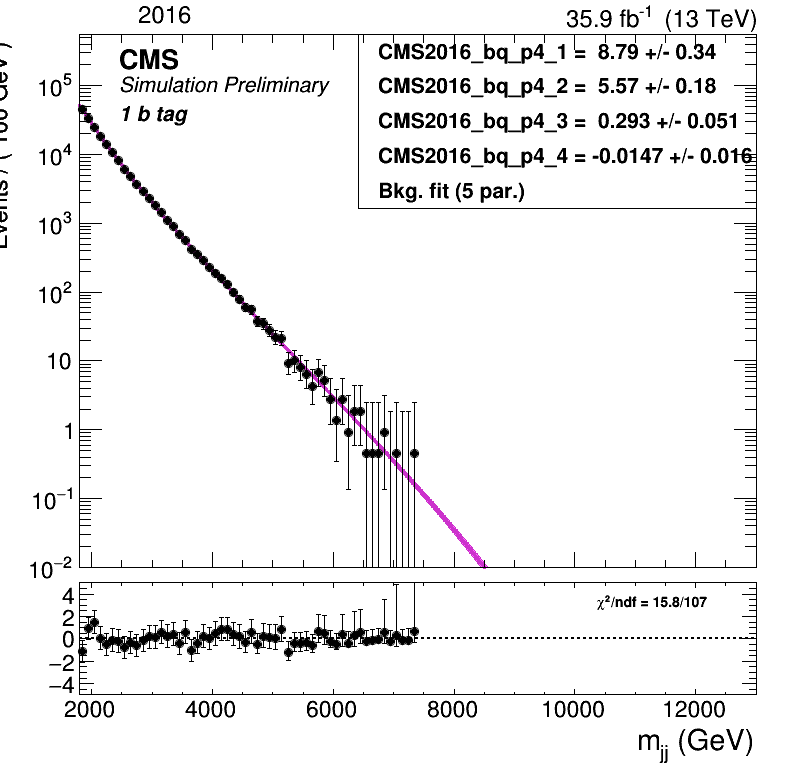 2016
35.9 fb⁻¹ (13 TeV)
CMS
Simulation Preliminary
1 b tag
CMS2016_bq_p4_1 = 8.79 +/- 0.34
CMS2016_bq_p4_2 = 5.57 +/- 0.18
CMS2016_bq_p4_3 = 0.293 +/- 0.051
CMS2016_bq_p4_4 = -0.0147 +/- 0.016
Bkg. fit (5 par.)
Events / ( 100 GeV )
10⁵
10⁴
10³
10²
10
1
10⁻¹
10⁻²
χ²/ndf = 15.8/107
4
2
0
−2
−4
2000 4000 6000 8000 10000 12000
m_jj (GeV)